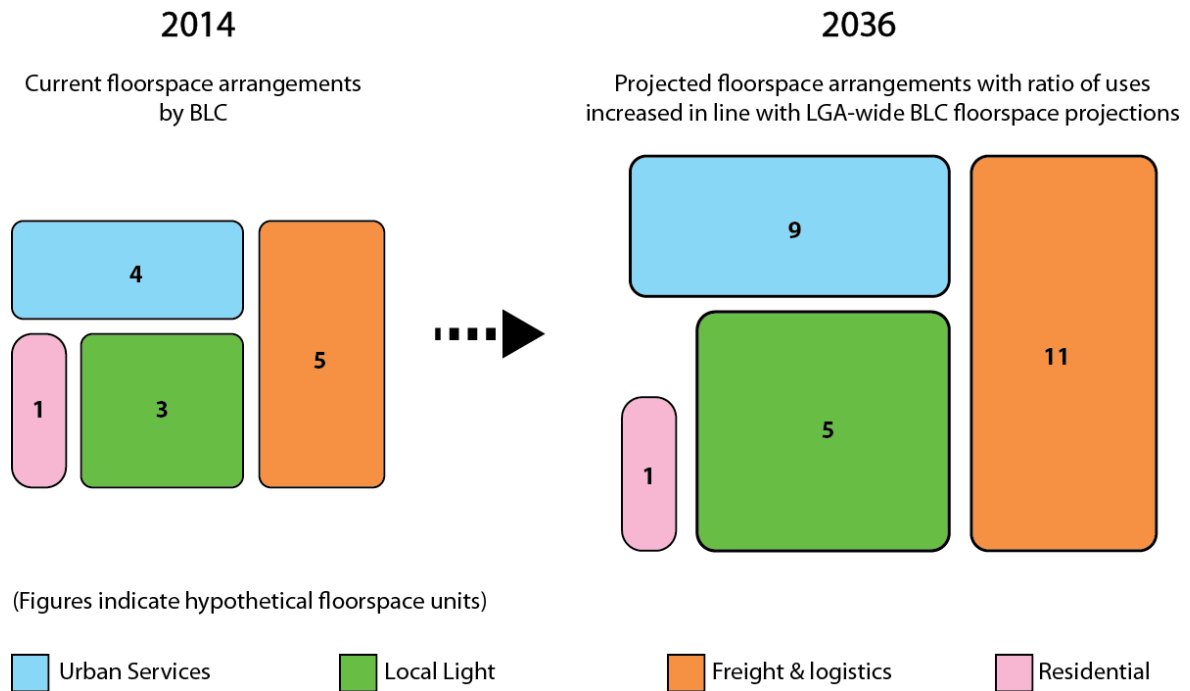 2014
Current floorspace arrangements
by BLC
4
1
3
5
2036
Projected floorspace arrangements with ratio of uses
increased in line with LGA-wide BLC floorspace projections
9
1
5
11
(Figures indicate hypothetical floorspace units)
Urban Services
Local Light
Freight & logistics
Residential